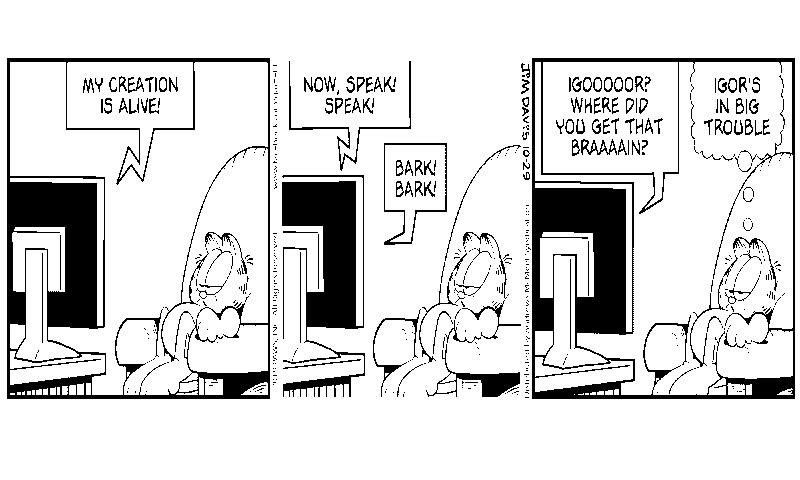 MY CREATION
IS ALIVE!
NOW, SPEAK!
SPEAK!
BARK!
BARK!
JIM DAVIS 10-29
IGOOOOOR?
WHERE DID
YOU GET THAT
BRAAAAIN?
IGOR'S
IN BIG
TROUBLE